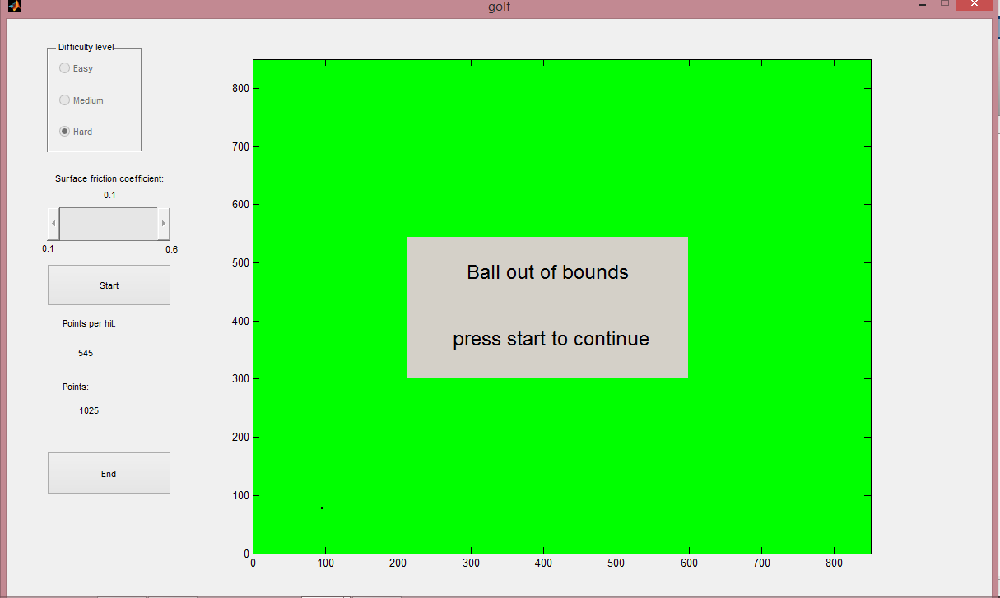 golf
Difficulty level
Easy
Medium
Hard
Surface friction coefficient:
0.1
0.1
0.6
Start
Points per hit:
545
Points:
1025
End
800
700
600
500
400
300
200
100
0
0 100 200 300 400 500 600 700 800
Ball out of bounds
press start to continue